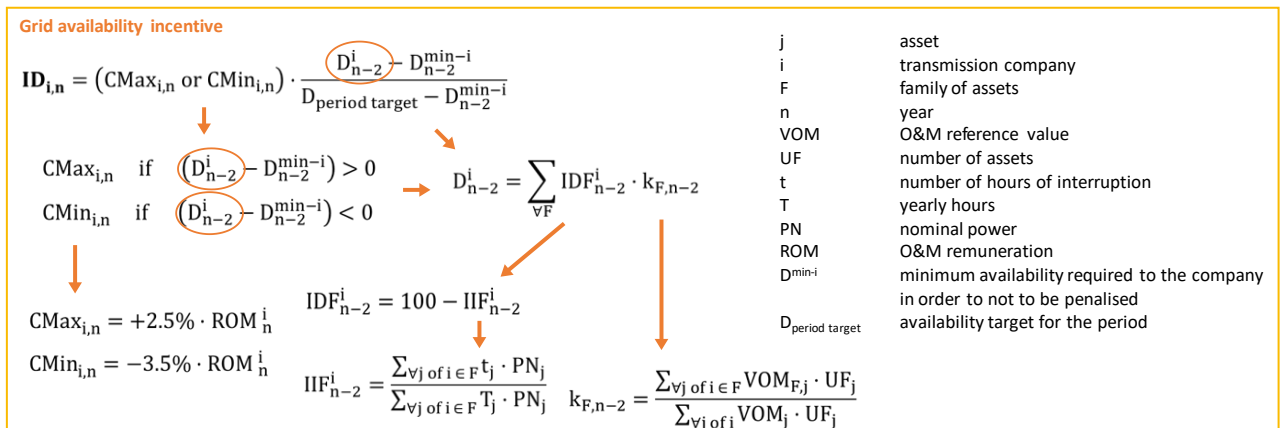 Grid availability incentive
ID_{i,n} = (CMax_{i,n} or CMin_{i,n}) · (D^i_{n−2} − D^{min−i}_{n−2}) / (D_{period target} − D^{min−i}_{n−2})
CMax_{i,n} if (D^i_{n−2} − D^{min−i}_{n−2}) > 0
CMin_{i,n} if (D^i_{n−2} − D^{min−i}_{n−2}) < 0
D^i_{n−2} = ∑_{∀F} IDF^i_{n−2} · k_{F,n−2}
CMax_{i,n} = +2.5% · ROM^i_n
CMin_{i,n} = −3.5% · ROM^i_n
IDF^i_{n−2} = 100 − IIF^i_{n−2}
IIF^i_{n−2} = ∑_{∀j of i ∈ F} t_j · PN_j / ∑_{∀j of i ∈ F} T_j · PN_j
k_{F,n−2} = ∑_{∀j of i ∈ F} VOM_{F,j} · UF_j / ∑_{∀j of i} VOM_j · UF_j
j asset
i transmission company
F family of assets
n year
VOM O&M reference value
UF number of assets
t number of hours of interruption
T yearly hours
PN nominal power
ROM O&M remuneration
D^{min-i} minimum availability required to the company
in order to not to be penalised
D_{period target} availability target for the period